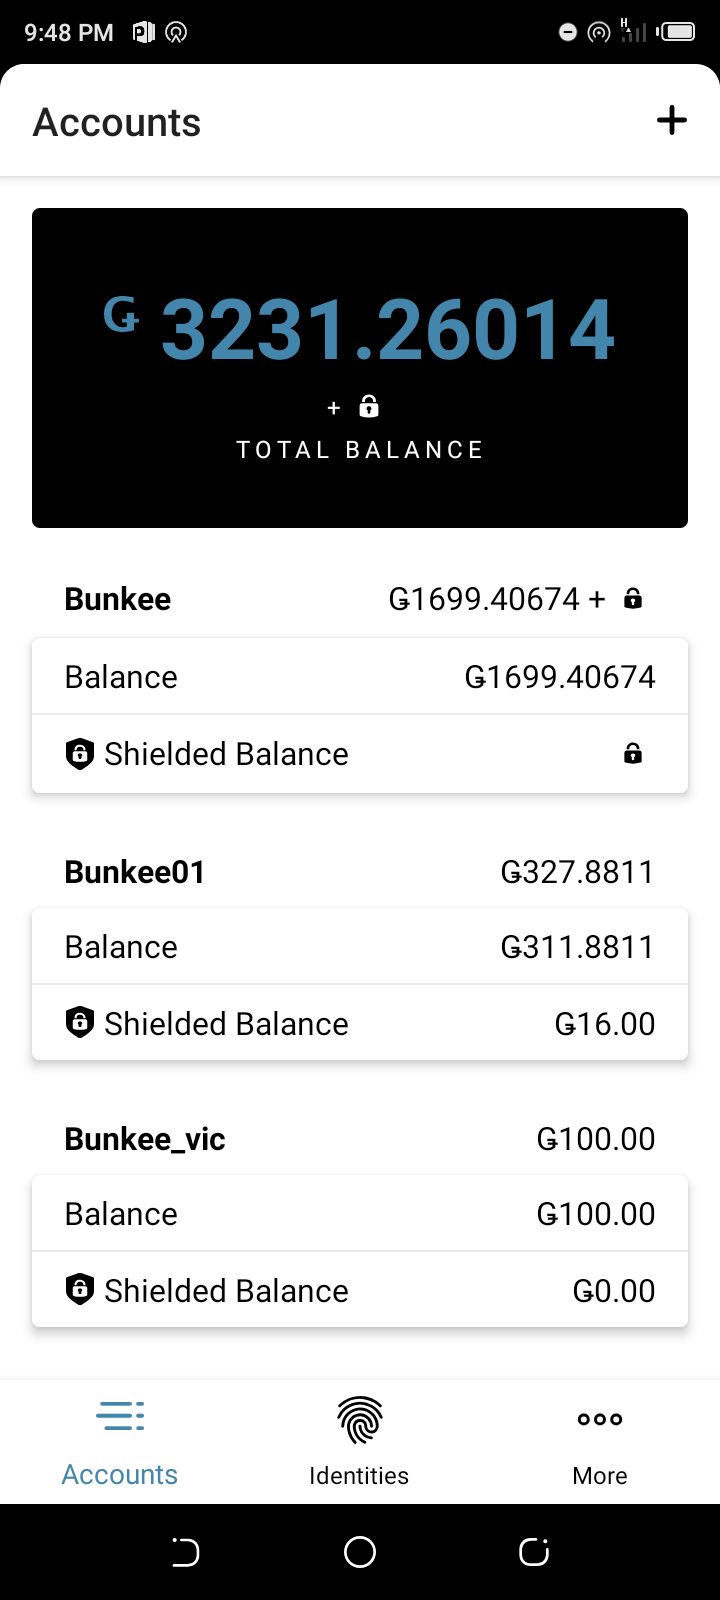 9:48 PM
H
Accounts
Ǥ 3231.26014
+
TOTAL BALANCE
Bunkee Ǥ1699.40674 +
Balance Ǥ1699.40674
Shielded Balance
Bunkee01 Ǥ327.8811
Balance Ǥ311.8811
Shielded Balance Ǥ16.00
Bunkee_vic Ǥ100.00
Balance Ǥ100.00
Shielded Balance Ǥ0.00
Accounts Identities More